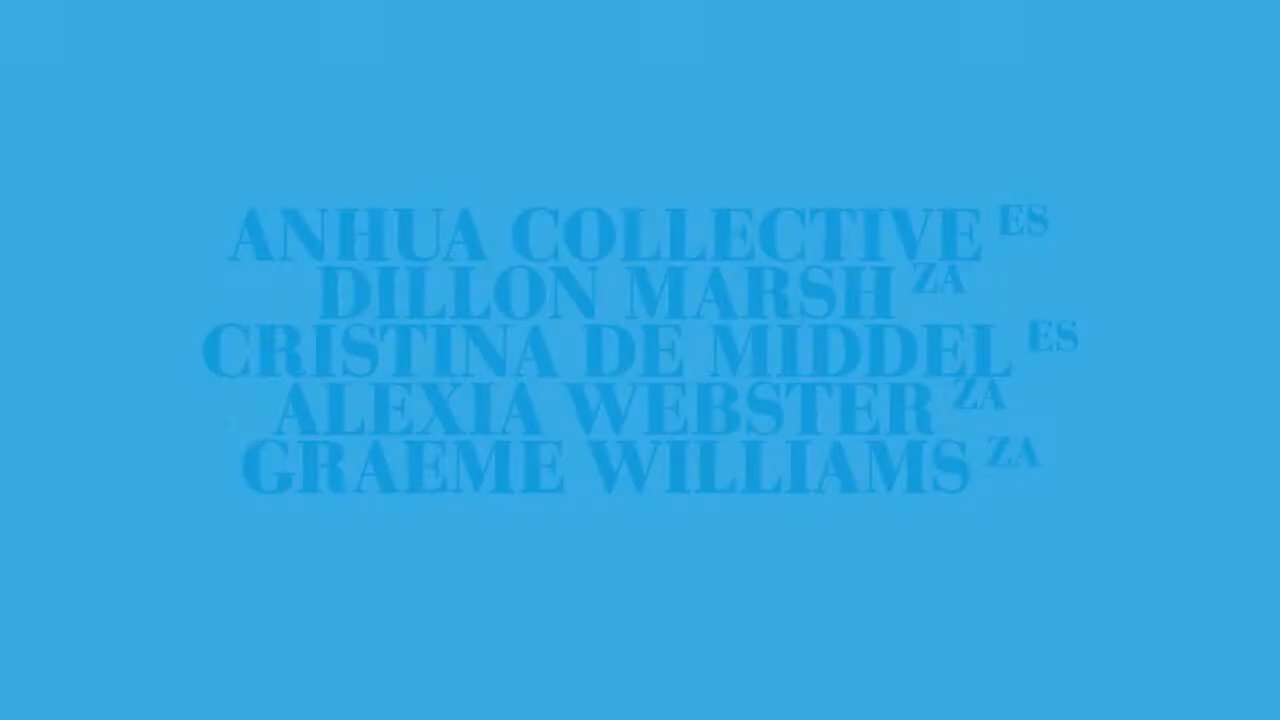 ANHUA COLLECTIVE ES
DILLON MARSH ZA
CRISTINA DE MIDDEL ES
ALEXIA WEBSTER ZA
GRAEME WILLIAMS ZA